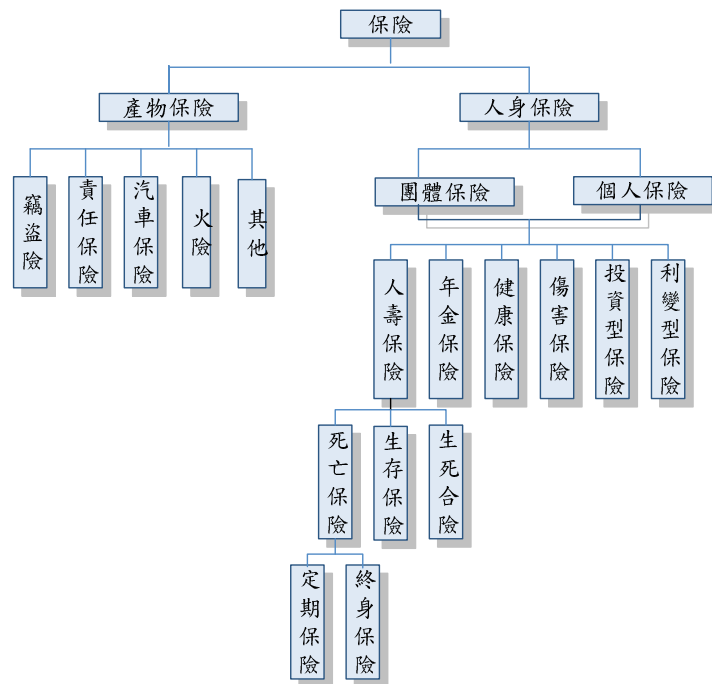 保險
產物保險
人身保險
竊盜險
責任保險
汽車保險
火險
其他
團體保險
個人保險
人壽保險
年金保險
健康保險
傷害保險
投資型保險
利變型保險
死亡保險
生存保險
生死合險
定期保險
終身保險